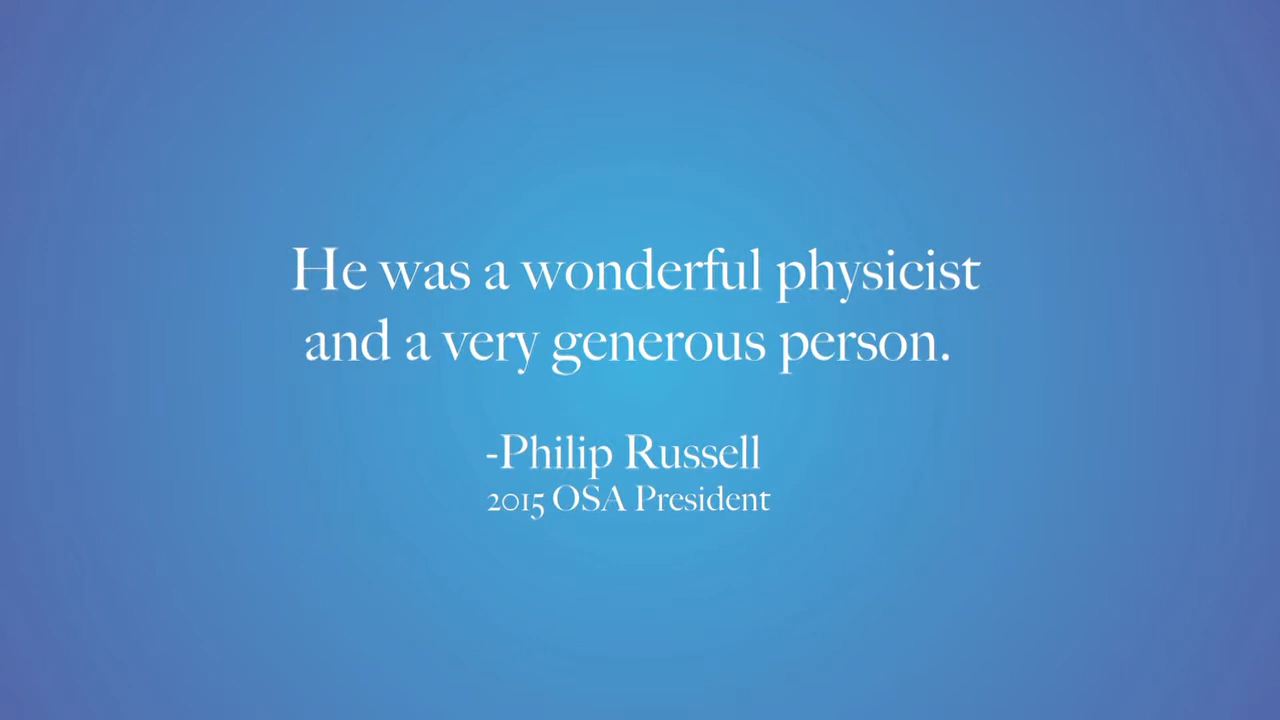 He was a wonderful physicist
and a very generous person.
-Philip Russell
2015 OSA President